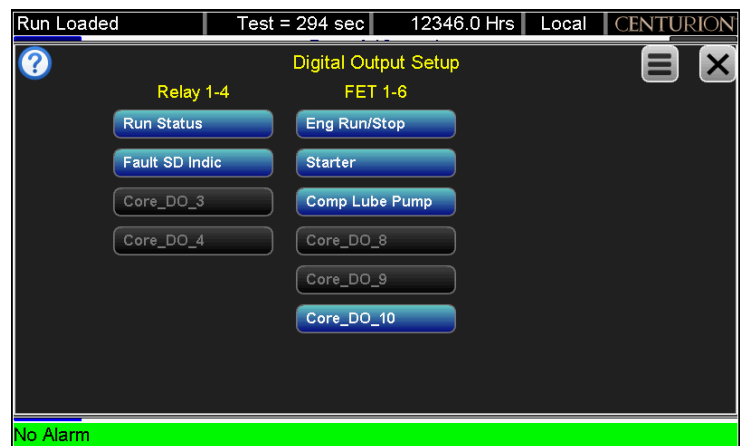 Run Loaded Test = 294 sec 12346.0 Hrs Local CENTURION
? Digital Output Setup
Relay 1-4 FET 1-6
Run Status Eng Run/Stop
Fault SD Indic Starter
Core_DO_3 Comp Lube Pump
Core_DO_4 Core_DO_8
Core_DO_9
Core_DO_10
No Alarm